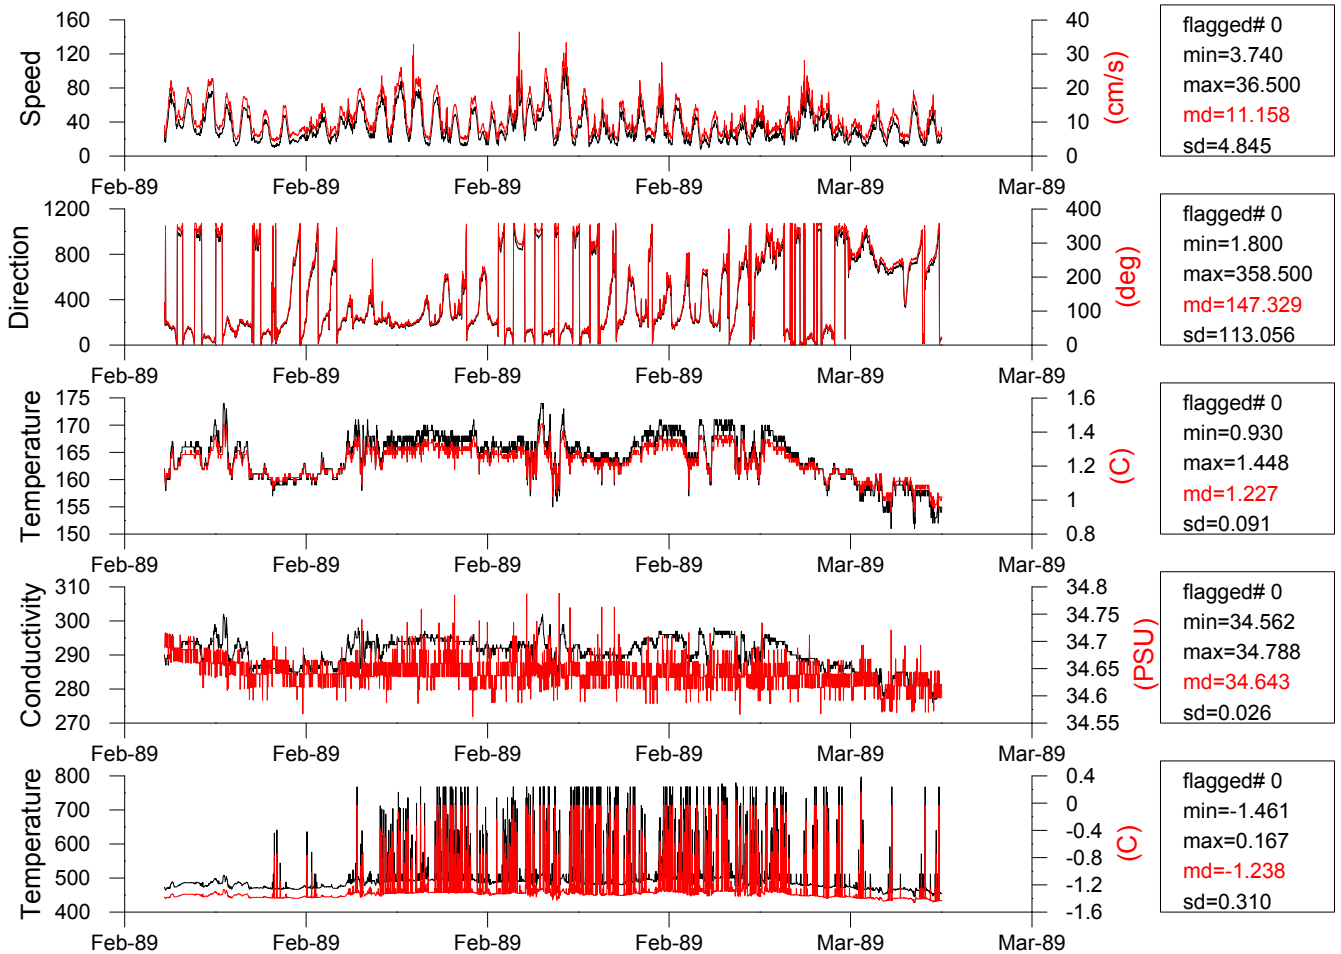 160
120
80
40
0
Speed
40
30
20
10
0
(cm/s)
Feb-89 Feb-89 Feb-89 Feb-89 Mar-89 Mar-89
flagged# 0
min=3.740
max=36.500
md=11.158
sd=4.845
1200
800
400
0
Direction
400
300
200
100
0
(deg)
Feb-89 Feb-89 Feb-89 Feb-89 Mar-89 Mar-89
flagged# 0
min=1.800
max=358.500
md=147.329
sd=113.056
175
170
165
160
155
150
Temperature
1.6
1.4
1.2
1
0.8
(C)
Feb-89 Feb-89 Feb-89 Feb-89 Mar-89 Mar-89
flagged# 0
min=0.930
max=1.448
md=1.227
sd=0.091
310
300
290
280
270
Conductivity
34.8
34.75
34.7
34.65
34.6
34.55
(PSU)
Feb-89 Feb-89 Feb-89 Feb-89 Mar-89 Mar-89
flagged# 0
min=34.562
max=34.788
md=34.643
sd=0.026
800
700
600
500
400
Temperature
0.4
0
-0.4
-0.8
-1.2
-1.6
(C)
Feb-89 Feb-89 Feb-89 Feb-89 Mar-89 Mar-89
flagged# 0
min=-1.461
max=0.167
md=-1.238
sd=0.310